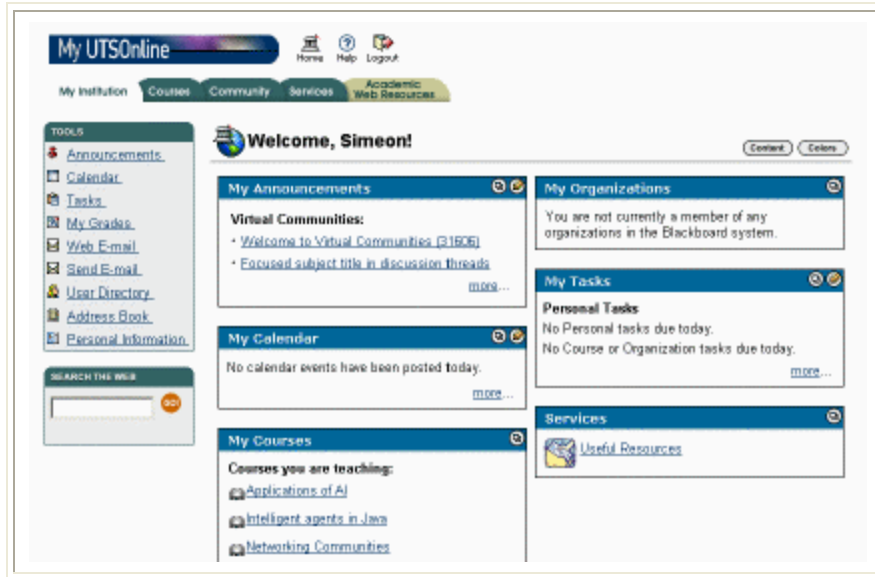 My UTSOnline
Home Help Logout
My Institution Courses Community Services Academic Web Resources
TOOLS
Announcements
Calendar
Tasks
My Grades
Web E-mail
Send E-mail
User Directory
Address Book
Personal Information
SEARCH THE WEB
GO!
Welcome, Simeon!
Content Colors
My Announcements
Virtual Communities:
· Welcome to Virtual Communities (31606)
· Focused subject title in discussion threads
more...
My Calendar
No calendar events have been posted today.
more...
My Courses
Courses you are teaching:
Applications of AI
Intelligent agents in Java
Networking Communities
My Organizations
You are not currently a member of any
organizations in the Blackboard system.
My Tasks
Personal Tasks
No Personal tasks due today.
No Course or Organization tasks due today.
more...
Services
Useful Resources